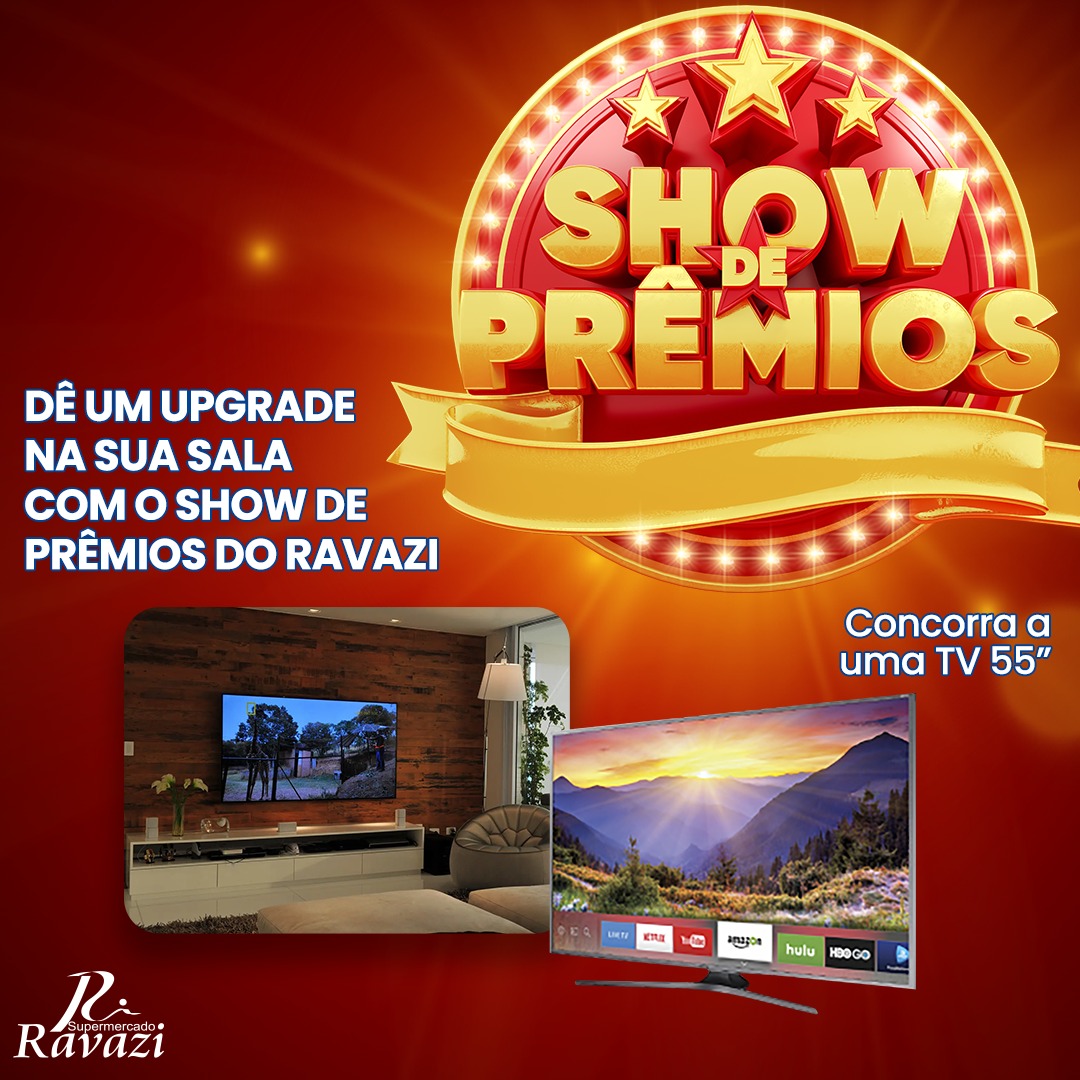 SHOW
DE
PRÊMIOS
DÊ UM UPGRADE
NA SUA SALA
COM O SHOW DE
PRÊMIOS DO RAVAZI
Concorra a
uma TV 55”
LIVE TV
NETFLIX
YouTube
amazon
hulu
HBO GO
R
Supermercado
Ravazi